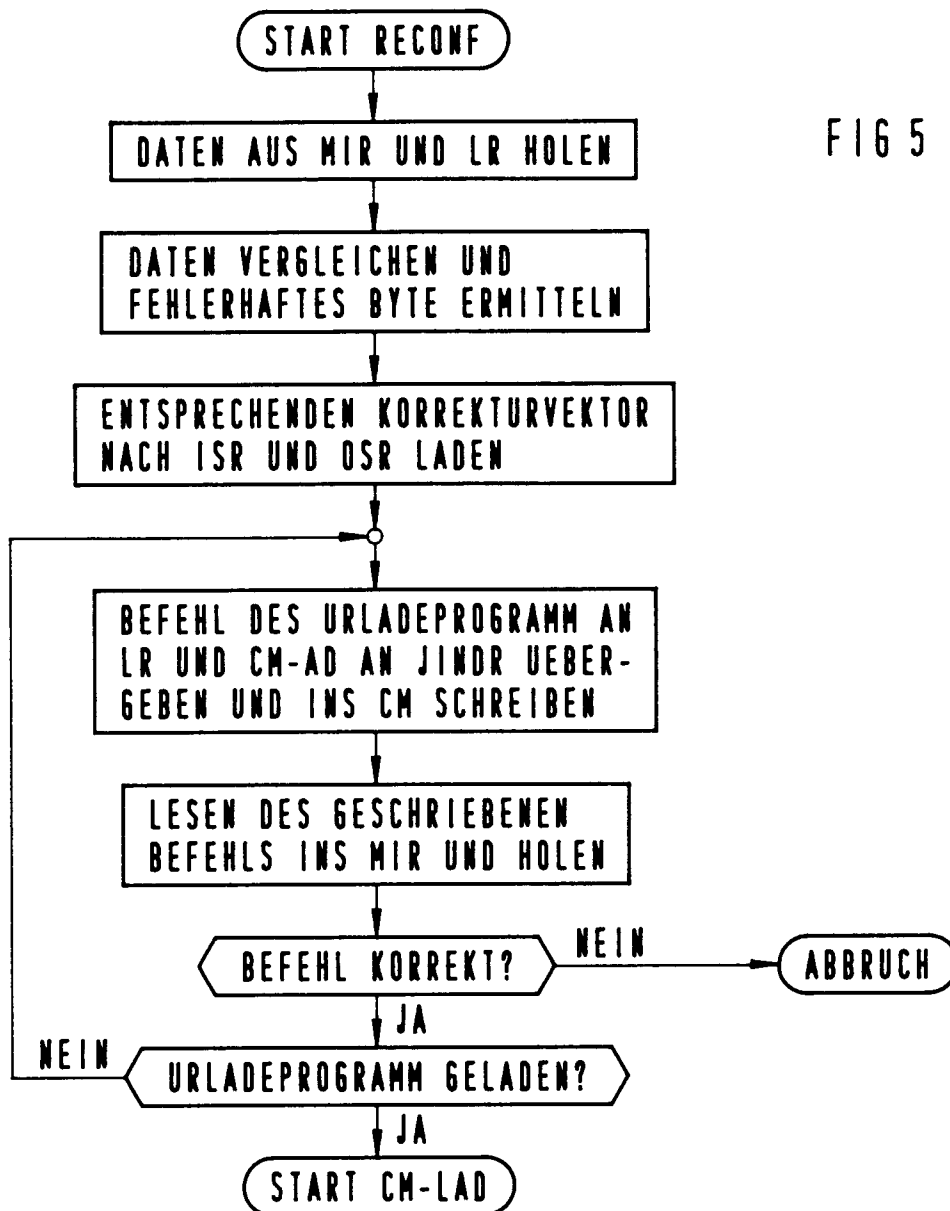 START RECONF
FIG 5
DATEN AUS MIR UND LR HOLEN
DATEN VERGLEICHEN UND
FEHLERHAFTES BYTE ERMITTELN
ENTSPRECHENDEN KORREKTURVEKTOR
NACH ISR UND OSR LADEN
BEFEHL DES URLADEPROGRAMM AN
LR UND CM-AD AN JINDR UEBER-
GEBEN UND INS CM SCHREIBEN
LESEN DES GESCHRIEBENEN
BEFEHLS INS MIR UND HOLEN
BEFEHL KORREKT?
NEIN
ABBRUCH
JA
NEIN
URLADEPROGRAMM GELADEN?
JA
START CM-LAD